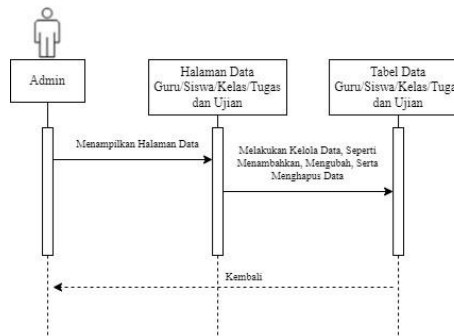 Admin
Halaman Data
Guru/Siswa/Kelas/Tugas
dan Ujian
Tabel Data
Guru/Siswa/Kelas/Tugas
dan Ujian
Menampilkan Halaman Data
Melakukan Kelola Data, Seperti
Menambahkan, Mengubah, Serta
Menghapus Data
Kembali